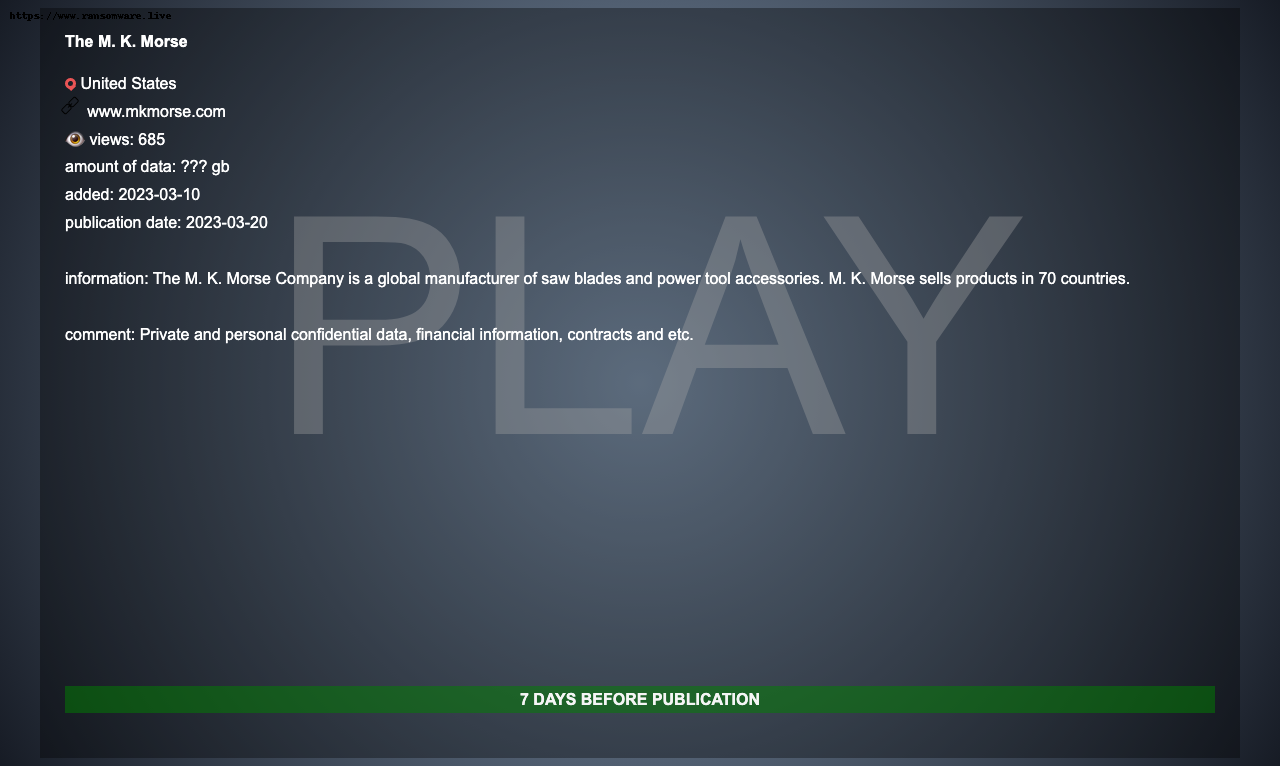 https://www.ransomware.live
The M. K. Morse
United States
www.mkmorse.com
views: 685
amount of data: ??? gb
added: 2023-03-10
publication date: 2023-03-20
PLAY
information: The M. K. Morse Company is a global manufacturer of saw blades and power tool accessories. M. K. Morse sells products in 70 countries.
comment: Private and personal confidential data, financial information, contracts and etc.
7 DAYS BEFORE PUBLICATION